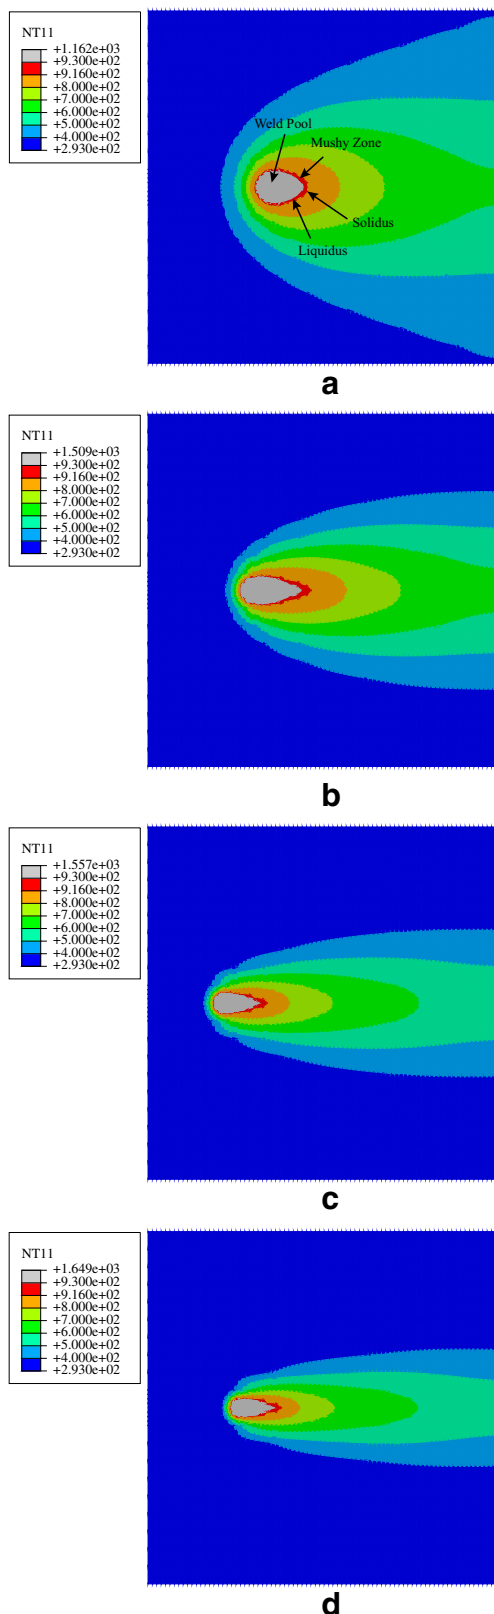 NT11
+1.162e+03
+9.300e+02
+9.160e+02
+8.000e+02
+7.000e+02
+6.000e+02
+5.000e+02
+4.000e+02
+2.930e+02
Weld Pool
Mushy Zone
Solidus
Liquidus
a
NT11
+1.509e+03
+9.300e+02
+9.160e+02
+8.000e+02
+7.000e+02
+6.000e+02
+5.000e+02
+4.000e+02
+2.930e+02
b
NT11
+1.557e+03
+9.300e+02
+9.160e+02
+8.000e+02
+7.000e+02
+6.000e+02
+5.000e+02
+4.000e+02
+2.930e+02
c
NT11
+1.649e+03
+9.300e+02
+9.160e+02
+8.000e+02
+7.000e+02
+6.000e+02
+5.000e+02
+4.000e+02
+2.930e+02
d